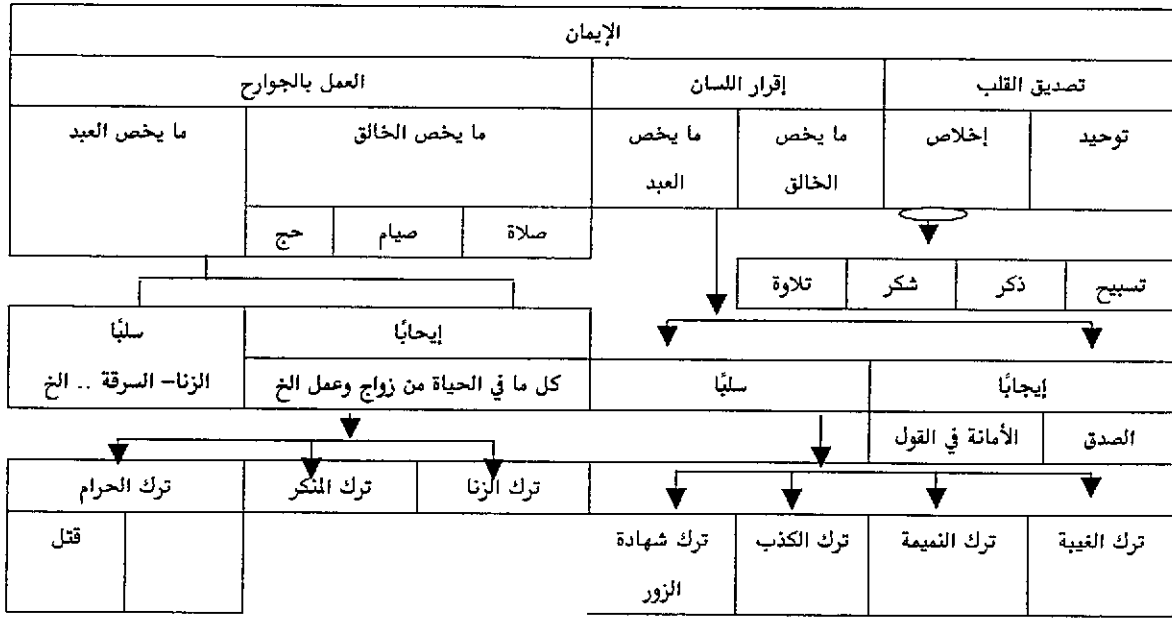 الإيمان
تصديق القلب
إقرار اللسان
العمل بالجوارح
توحيد
إخلاص
ما يخص
الخالق
ما يخص
العبد
ما يخص الخالق
ما يخص العبد
صلاة
صيام
حج
تسبيح
ذكر
شكر
تلاوة
إيجابًا
سلبًا
إيحابًا
كل ما في الحياة من زواج وعمل الخ
سلبًا
الزنا– السرقة .. الخ
الصدق
الأمانة في القول
ترك الغيبة
ترك النميمة
ترك الكذب
ترك شهادة
الزور
ترك الزنا
ترك المنكر
ترك الحرام
قتل